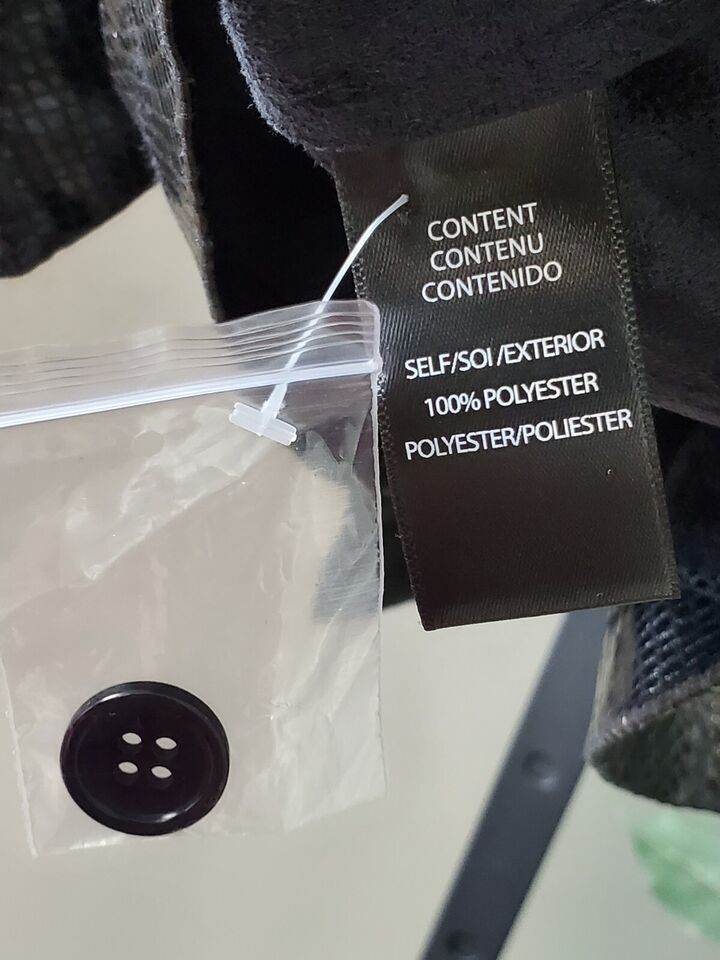 CONTENT
CONTENU
CONTENIDO
SELF/SOI /EXTERIOR
100% POLYESTER
POLYESTER/POLIESTER